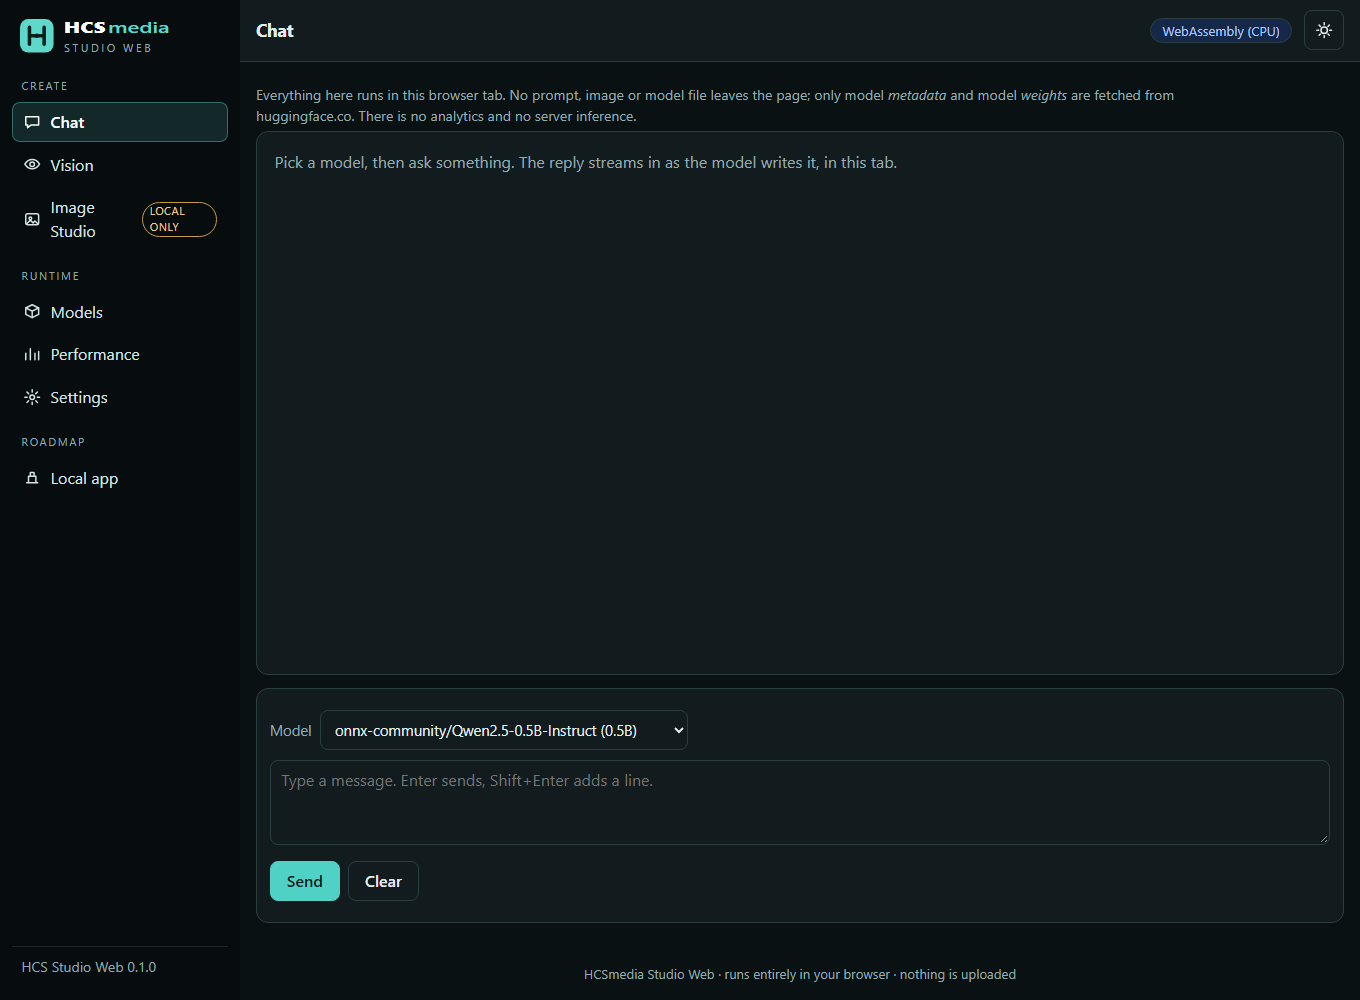 HCSmedia
STUDIO WEB
CREATE
Chat
Vision
Image
Studio
LOCAL
ONLY
RUNTIME
Models
Performance
Settings
ROADMAP
Local app
HCS Studio Web 0.1.0
Chat
WebAssembly (CPU)
Everything here runs in this browser tab. No prompt, image or model file leaves the page; only model metadata and model weights are fetched from
huggingface.co. There is no analytics and no server inference.
Pick a model, then ask something. The reply streams in as the model writes it, in this tab.
Model
onnx-community/Qwen2.5-0.5B-Instruct (0.5B)
Type a message. Enter sends, Shift+Enter adds a line.
Send
Clear
HCSmedia Studio Web · runs entirely in your browser · nothing is uploaded